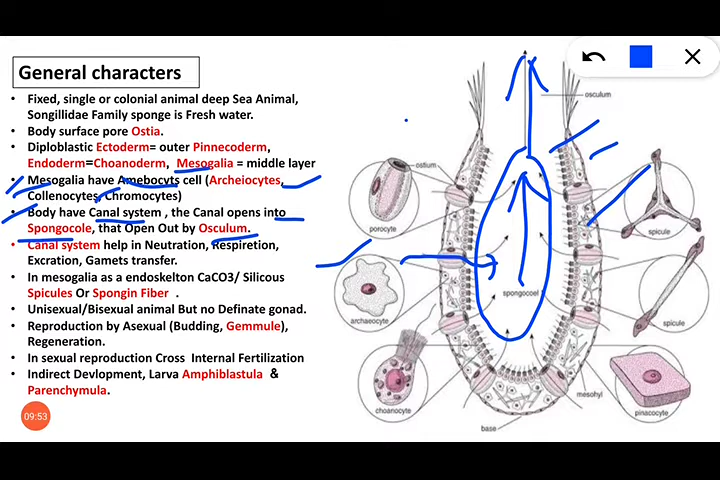 General characters
• Fixed, single or colonial animal deep Sea Animal,
Songillidae Family sponge is Fresh water.
• Body surface pore Ostia.
• Diploblastic Ectoderm= outer Pinnecoderm,
Endoderm=Choanoderm, Mesogalia = middle layer
• Mesogalia have Amebocyts cell (Archeiocytes,
Collenocytes, Chromocytes)
• Body have Canal system , the Canal opens into
Spongocole, that Open Out by Osculum.
• Canal system help in Neutration, Respiretion,
Excration, Gamets transfer.
• In mesogalia as a endoskelton CaCO3/ Silicous
Spicules Or Spongin Fiber .
• Unisexual/Bisexual animal But no Definate gonad.
• Reproduction by Asexual (Budding, Gemmule),
Regeneration.
• In sexual reproduction Cross Internal Fertilization
• Indirect Devlopment, Larva Amphiblastula &
Parenchymula.
09:53
osculum
ostium
porocyte
spicule
archaeocyte
spongocoel
spicule
choanocyte
mesohyl
pinacocyte
base